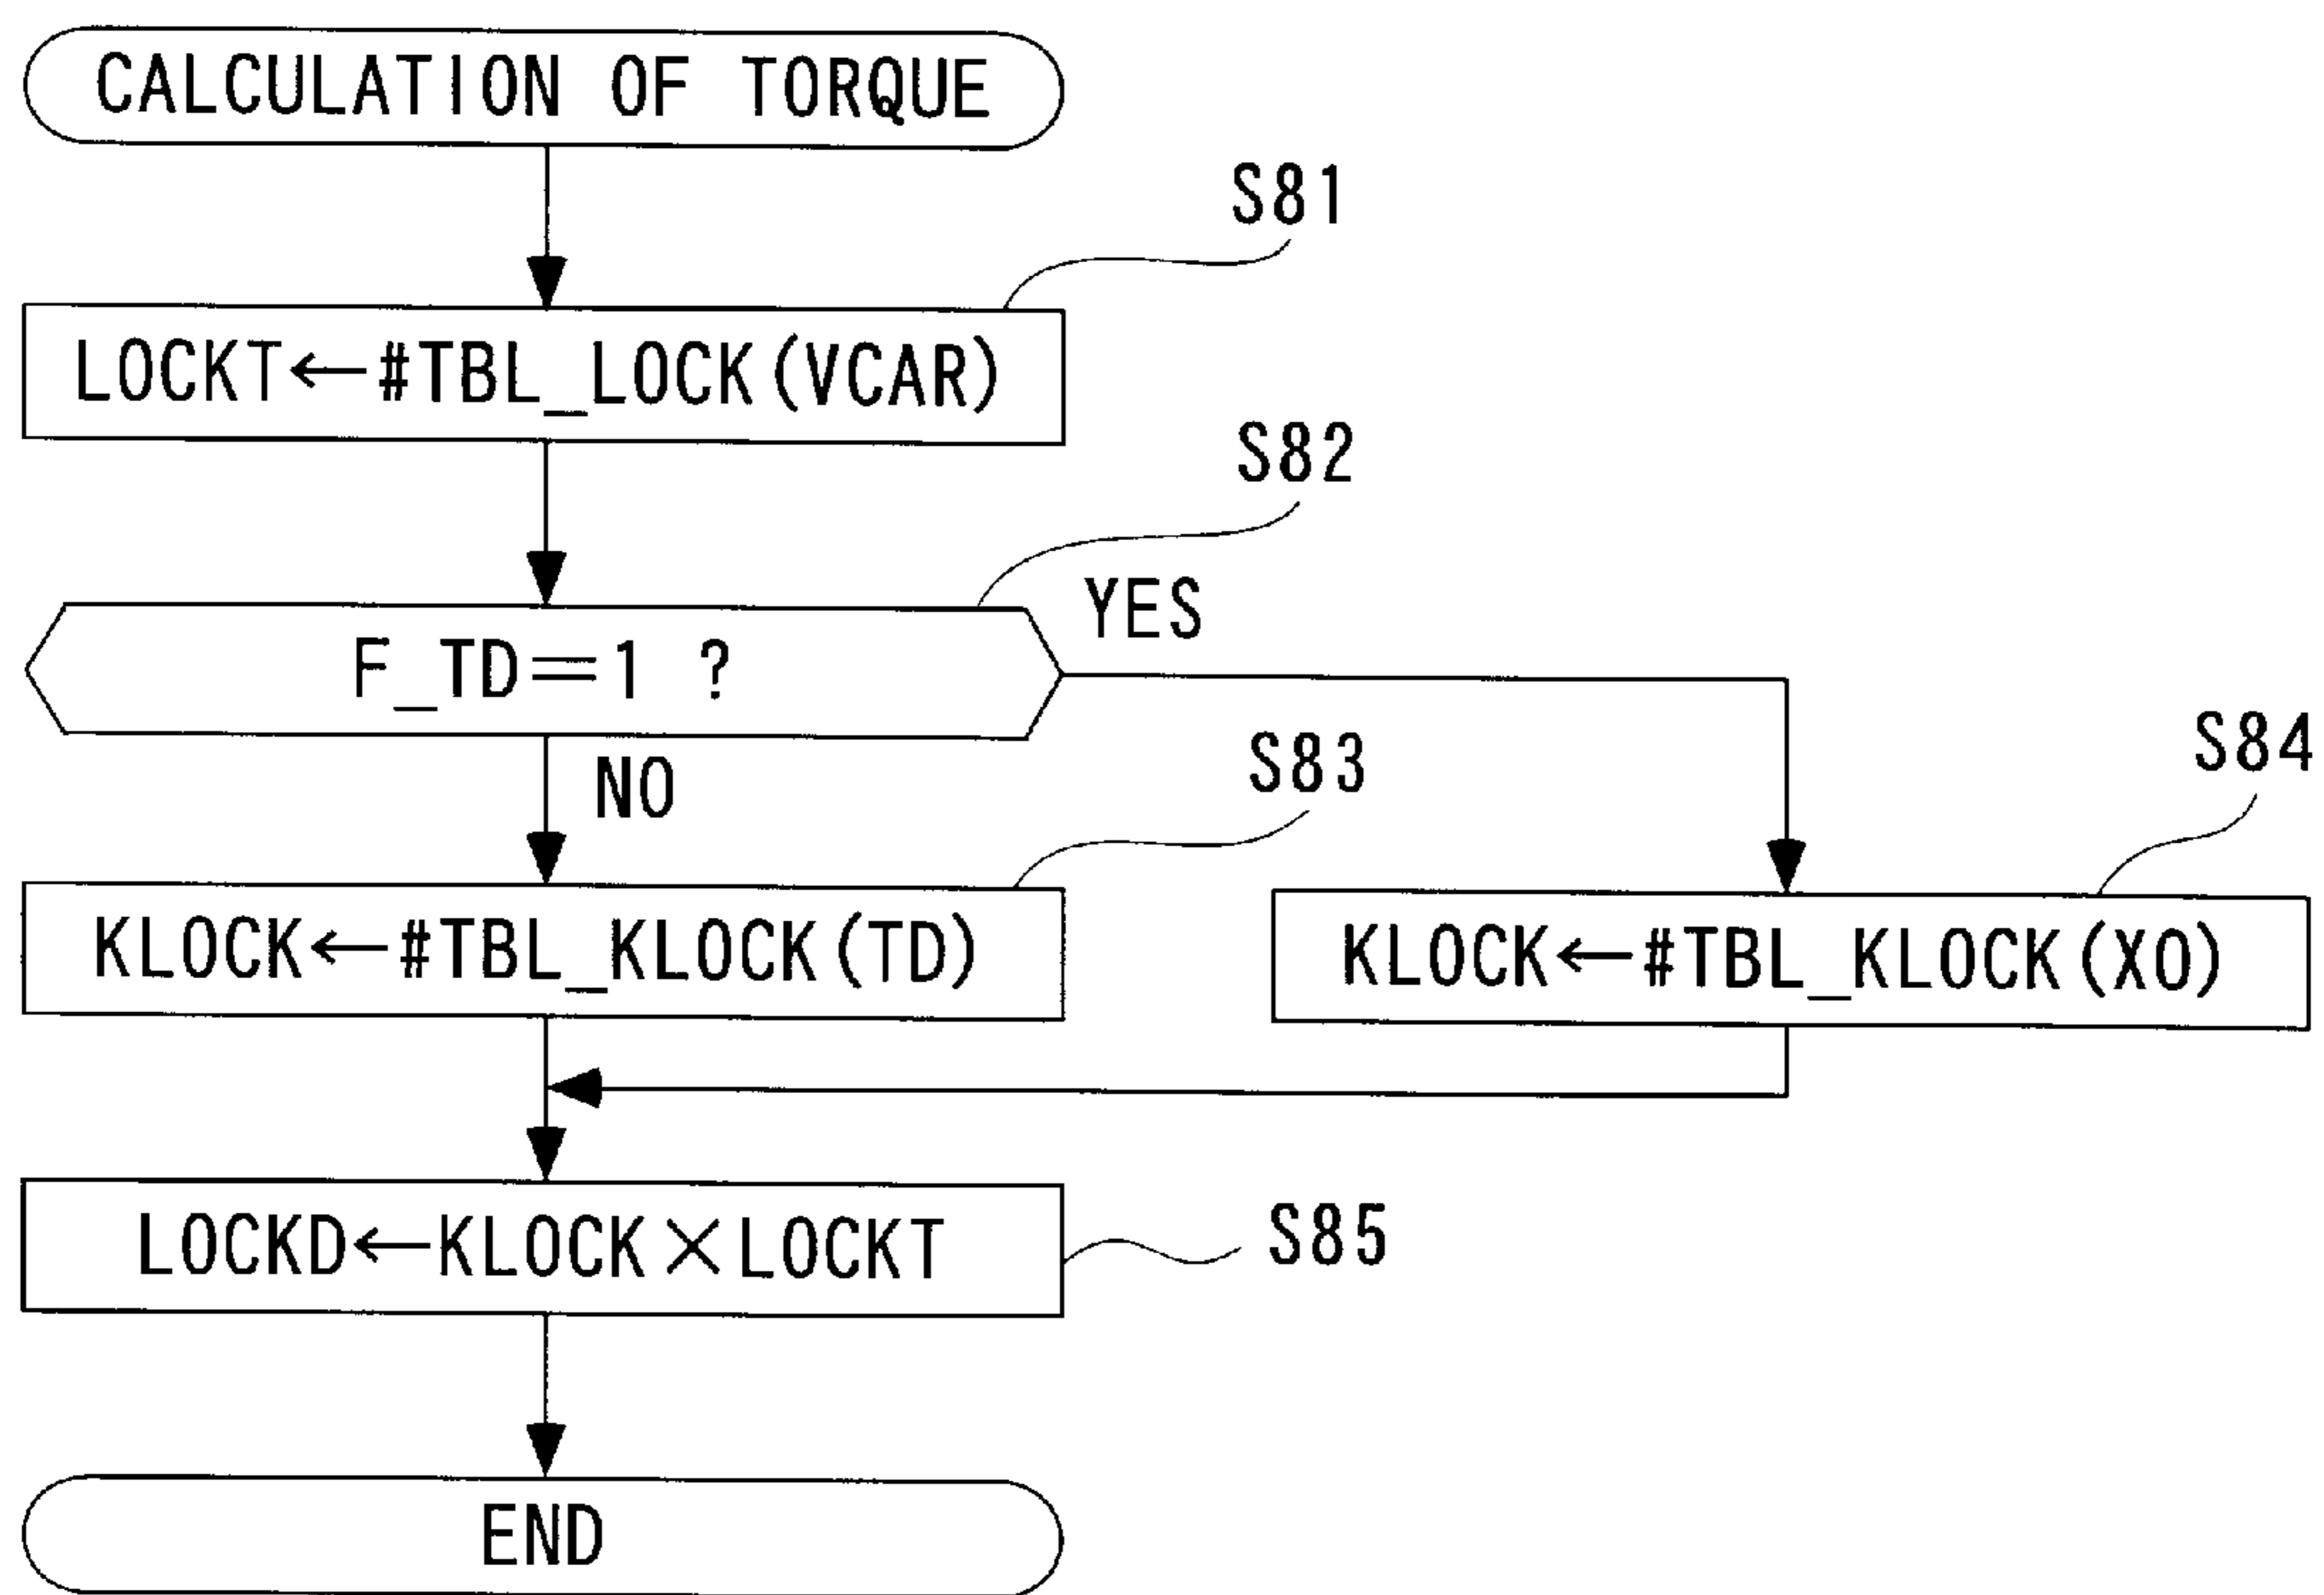 CALCULATION OF TORQUE
S81
LOCKT←#TBL_LOCK(VCAR)
S82
F_TD=1 ?
YES
NO
S83
S84
KLOCK←#TBL_KLOCK(TD)
KLOCK←#TBL_KLOCK(XO)
LOCKD←KLOCK×LOCKT
S85
END